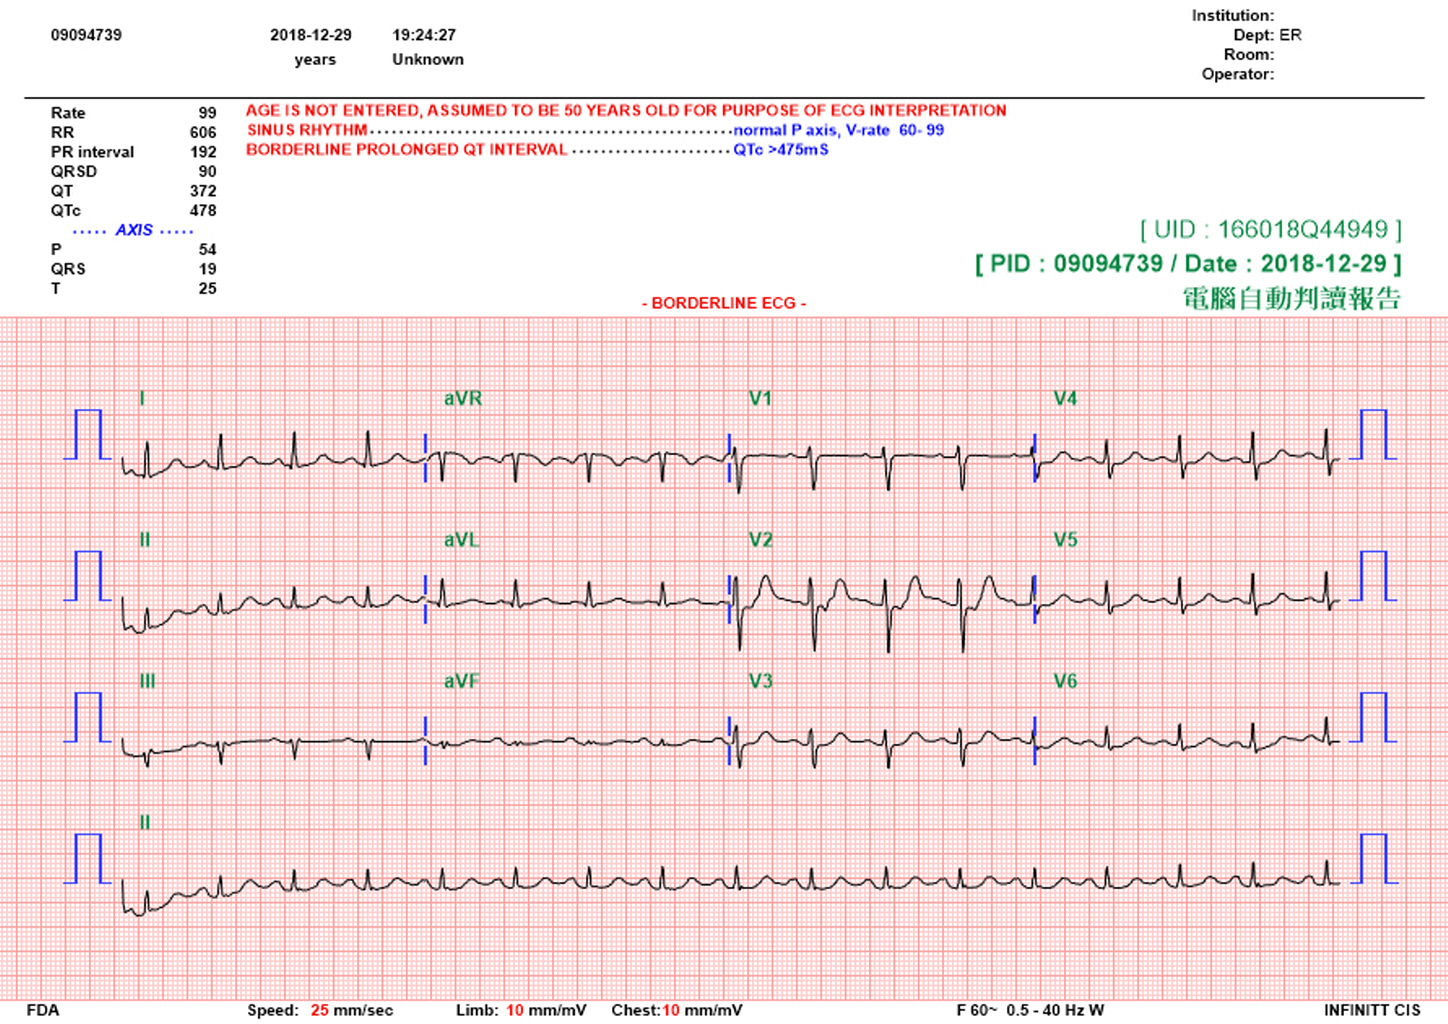 Institution:
09094739 2018-12-29 19:24:27 Dept: ER
years Unknown Room:
Operator:
Rate 99 AGE IS NOT ENTERED, ASSUMED TO BE 50 YEARS OLD FOR PURPOSE OF ECG INTERPRETATION
RR 606 SINUS RHYTHM normal P axis, V-rate 60- 99
PR interval 192 BORDERLINE PROLONGED QT INTERVAL QTc >475mS
QRSD 90
QT 372
QTc 478
····· AXIS ·····
P 54
QRS 19
T 25
[ UID : 166018Q44949 ]
[ PID : 09094739 / Date : 2018-12-29 ]
電腦自動判讀報告
- BORDERLINE ECG -
I aVR V1 V4
II aVL V2 V5
III aVF V3 V6
II
FDA Speed: 25 mm/sec Limb: 10 mm/mV Chest:10 mm/mV F 60~ 0.5 - 40 Hz W INFINITT CIS